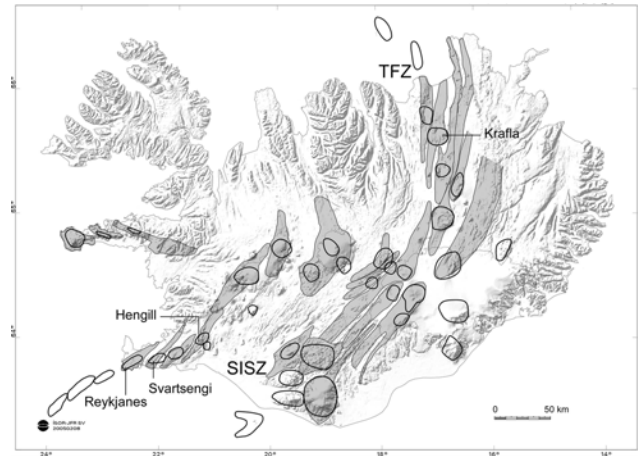 TFZ
66°
Krafla
65°
Hengill
64°
SISZ
Svartsengi
Reykjanes
0 50 km
24°
22°
20°
18°
16°
14°